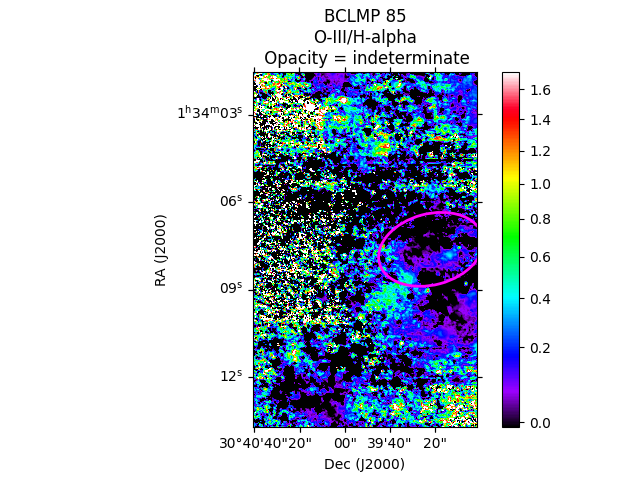 BCLMP 85
O-III/H-alpha
Opacity = indeterminate
1ʰ34ᵐ03ˢ
06ˢ
09ˢ
12ˢ
RA (J2000)
30°40'40"20" 00" 39'40" 20"
Dec (J2000)
1.6
1.4
1.2
1.0
0.8
0.6
0.4
0.2
0.0